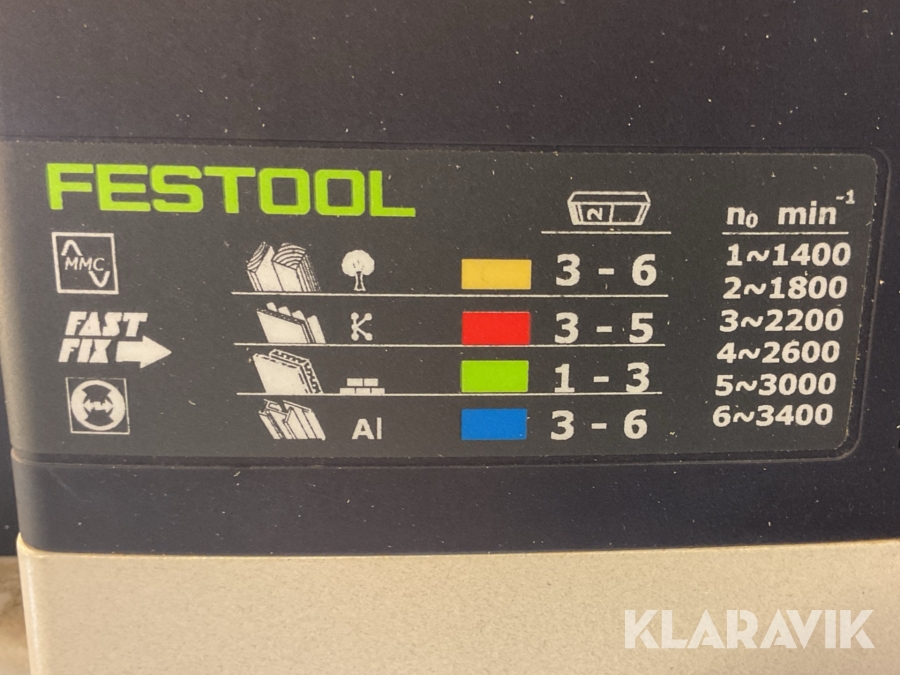 FESTOOL
MMC
FAST
FIX
K
Al
3 - 6
3 - 5
1 - 3
3 - 6
n₀ min⁻¹
1~1400
2~1800
3~2200
4~2600
5~3000
6~3400
KLARAVIK